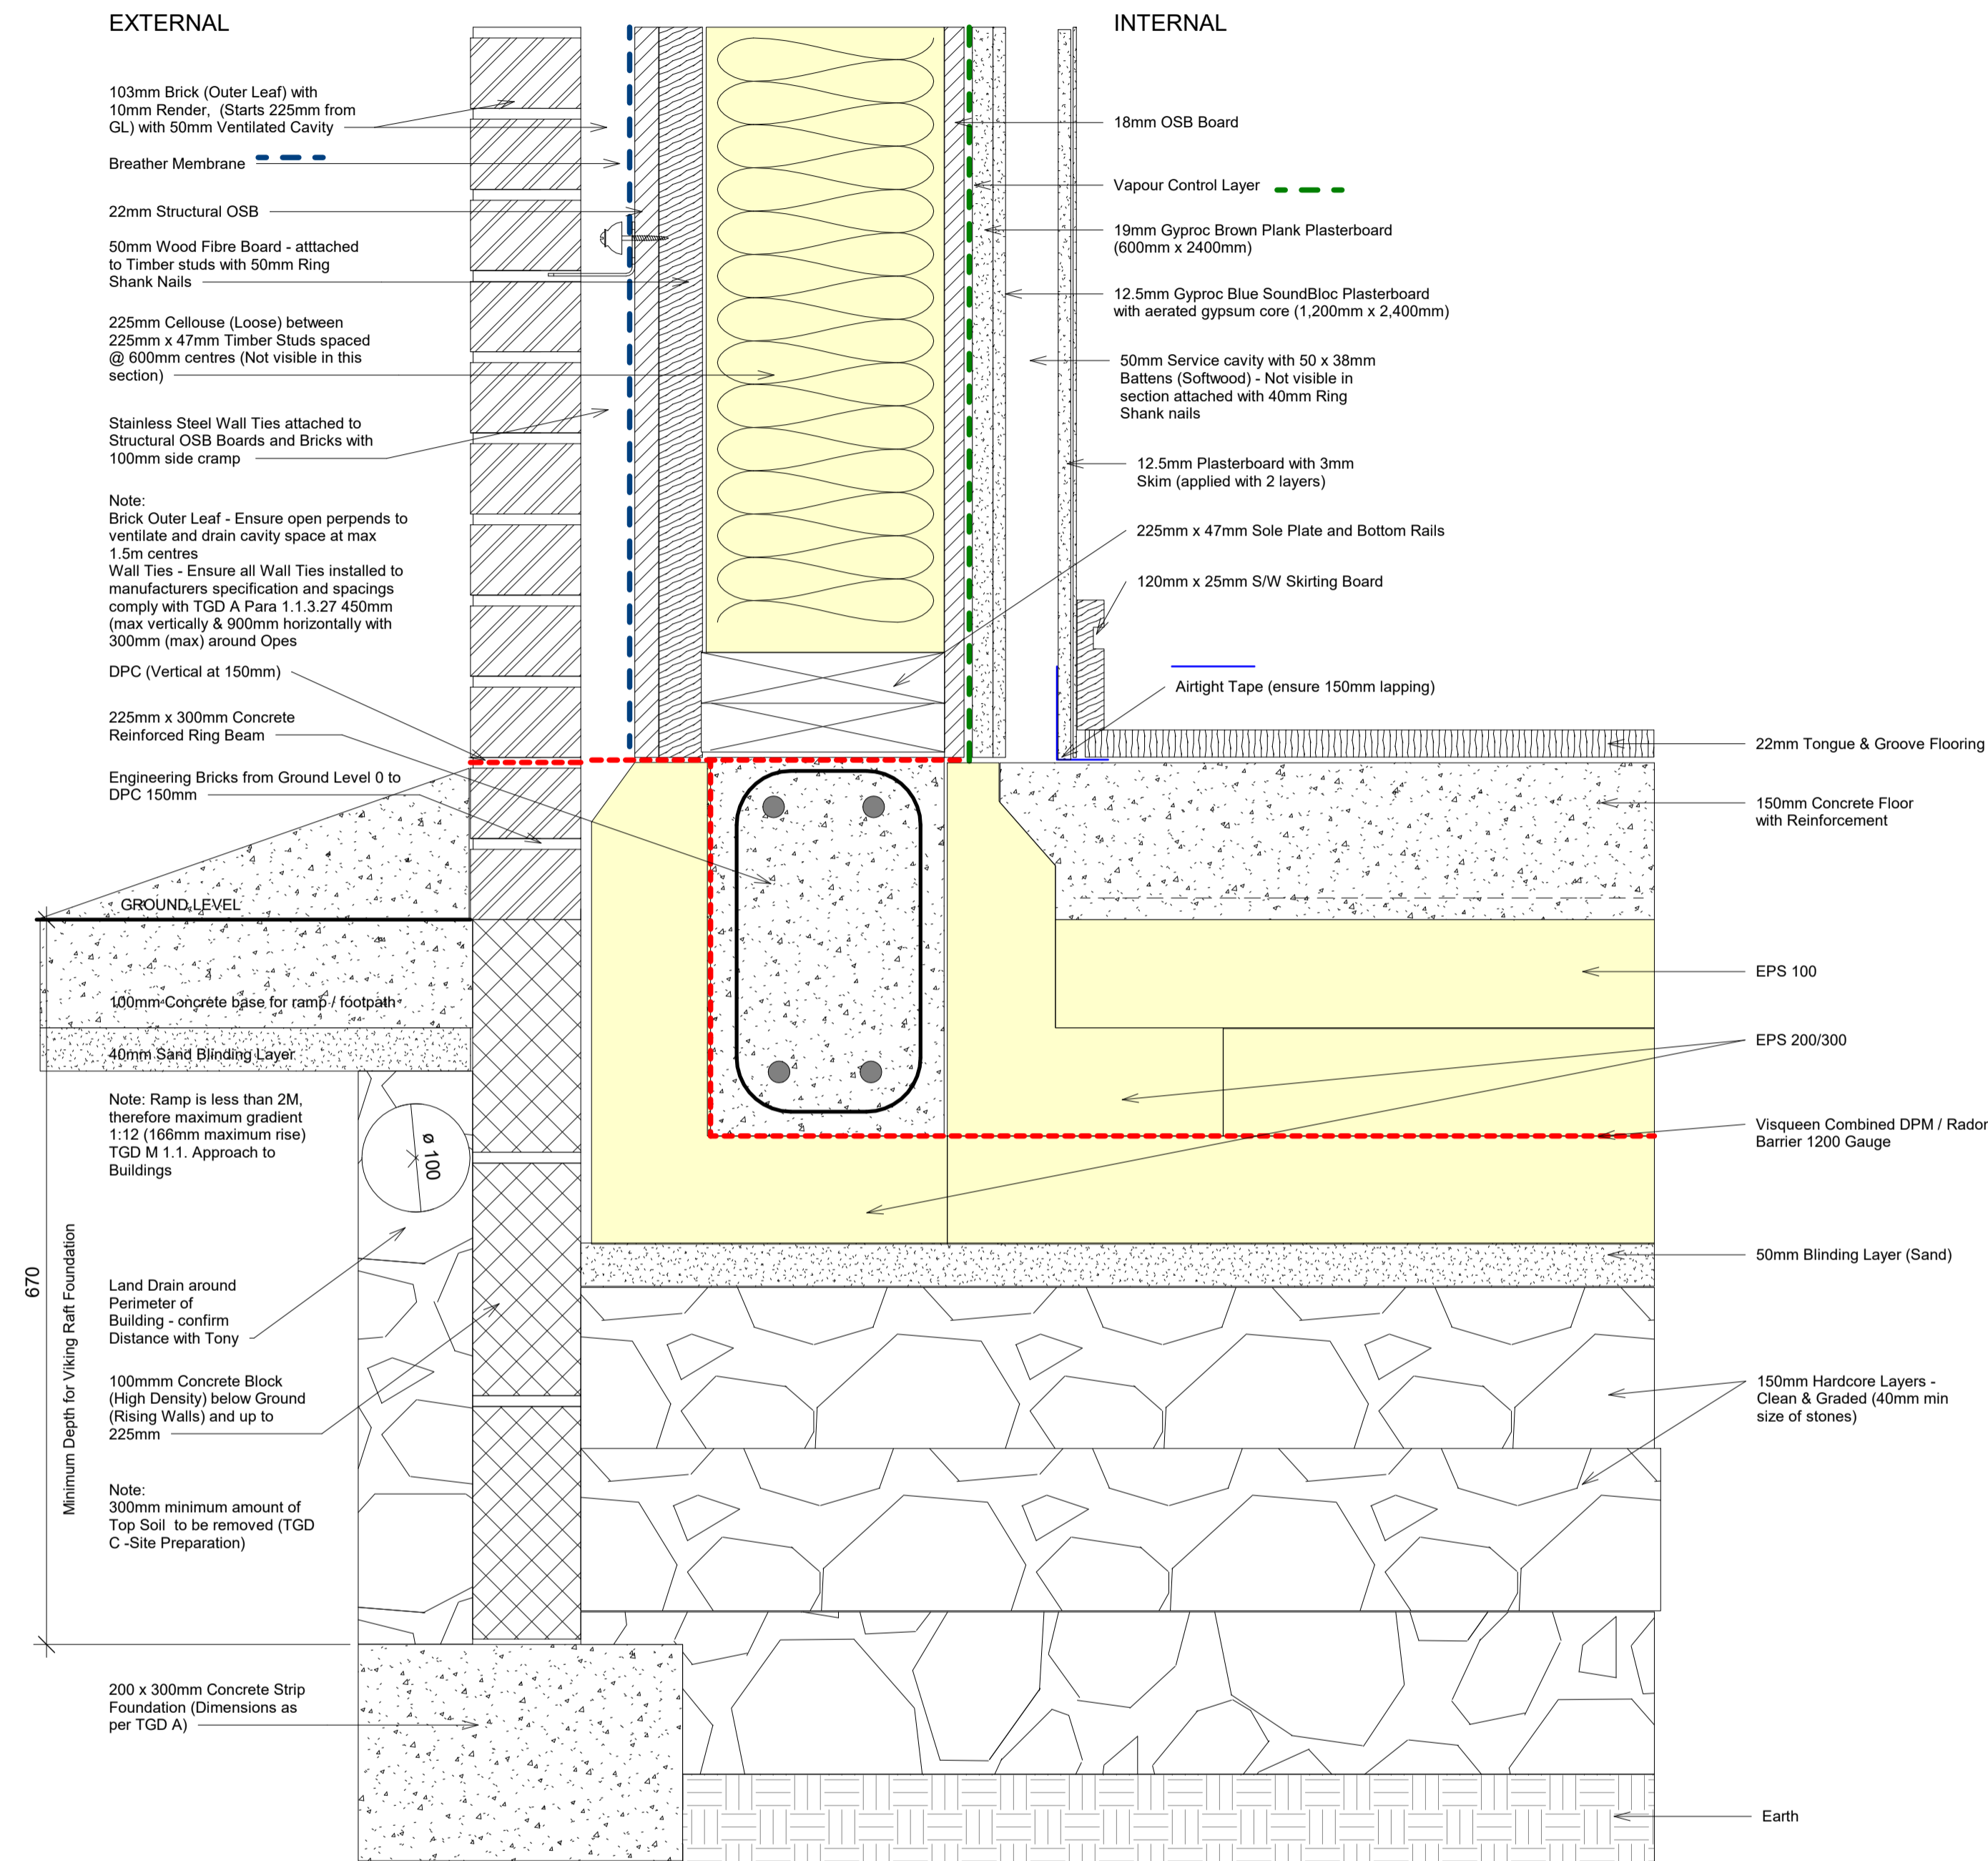 EXTERNAL
103mm Brick (Outer Leaf) with
10mm Render, (Starts 225mm from
GL) with 50mm Ventilated Cavity
Breather Membrane
22mm Structural OSB
50mm Wood Fibre Board - atttached
to Timber studs with 50mm Ring
Shank Nails
225mm Cellouse (Loose) between
225mm x 47mm Timber Studs spaced
@ 600mm centres (Not visible in this
section)
Stainless Steel Wall Ties attached to
Structural OSB Boards and Bricks with
100mm side cramp
Note:
Brick Outer Leaf - Ensure open perpends to
ventilate and drain cavity space at max
1.5m centres
Wall Ties - Ensure all Wall Ties installed to
manufacturers specification and spacings
comply with TGD A Para 1.1.3.27 450mm
(max vertically & 900mm horizontally with
300mm (max) around Opes
DPC (Vertical at 150mm)
225mm x 300mm Concrete
Reinforced Ring Beam
Engineering Bricks from Ground Level 0 to
DPC 150mm
GROUND LEVEL
100mm Concrete base for ramp / footpath
40mm Sand Blinding Layer
Note: Ramp is less than 2M,
therefore maximum gradient
1:12 (166mm maximum rise)
TGD M 1.1. Approach to
Buildings
ø 100
670
Minimum Depth for Viking Raft Foundation
Land Drain around
Perimeter of
Building - confirm
Distance with Tony
100mmm Concrete Block
(High Density) below Ground
(Rising Walls) and up to
225mm
Note:
300mm minimum amount of
Top Soil to be removed (TGD
C -Site Preparation)
200 x 300mm Concrete Strip
Foundation (Dimensions as
per TGD A)
INTERNAL
18mm OSB Board
Vapour Control Layer
19mm Gyproc Brown Plank Plasterboard
(600mm x 2400mm)
12.5mm Gyproc Blue SoundBloc Plasterboard
with aerated gypsum core (1,200mm x 2,400mm)
50mm Service cavity with 50 x 38mm
Battens (Softwood) - Not visible in
section attached with 40mm Ring
Shank nails
12.5mm Plasterboard with 3mm
Skim (applied with 2 layers)
225mm x 47mm Sole Plate and Bottom Rails
120mm x 25mm S/W Skirting Board
Airtight Tape (ensure 150mm lapping)
22mm Tongue & Groove Flooring
150mm Concrete Floor
with Reinforcement
EPS 100
EPS 200/300
Visqueen Combined DPM / Rador
Barrier 1200 Gauge
50mm Blinding Layer (Sand)
150mm Hardcore Layers -
Clean & Graded (40mm min
size of stones)
Earth